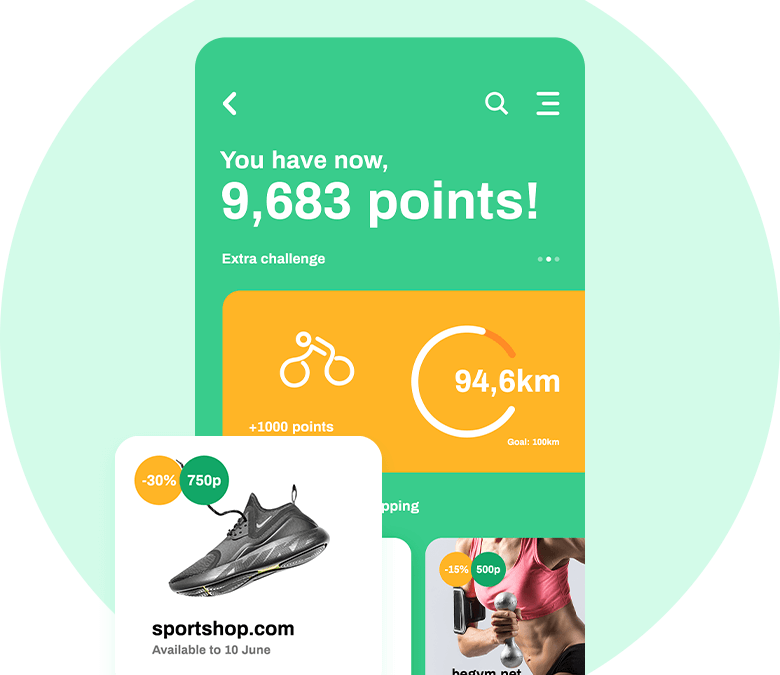 You have now,
9,683 points!
Extra challenge
94,6km
+1000 points
Goal: 100km
-30% 750p
pping
-15% 500p
sportshop.com
Available to 10 June
begym.net